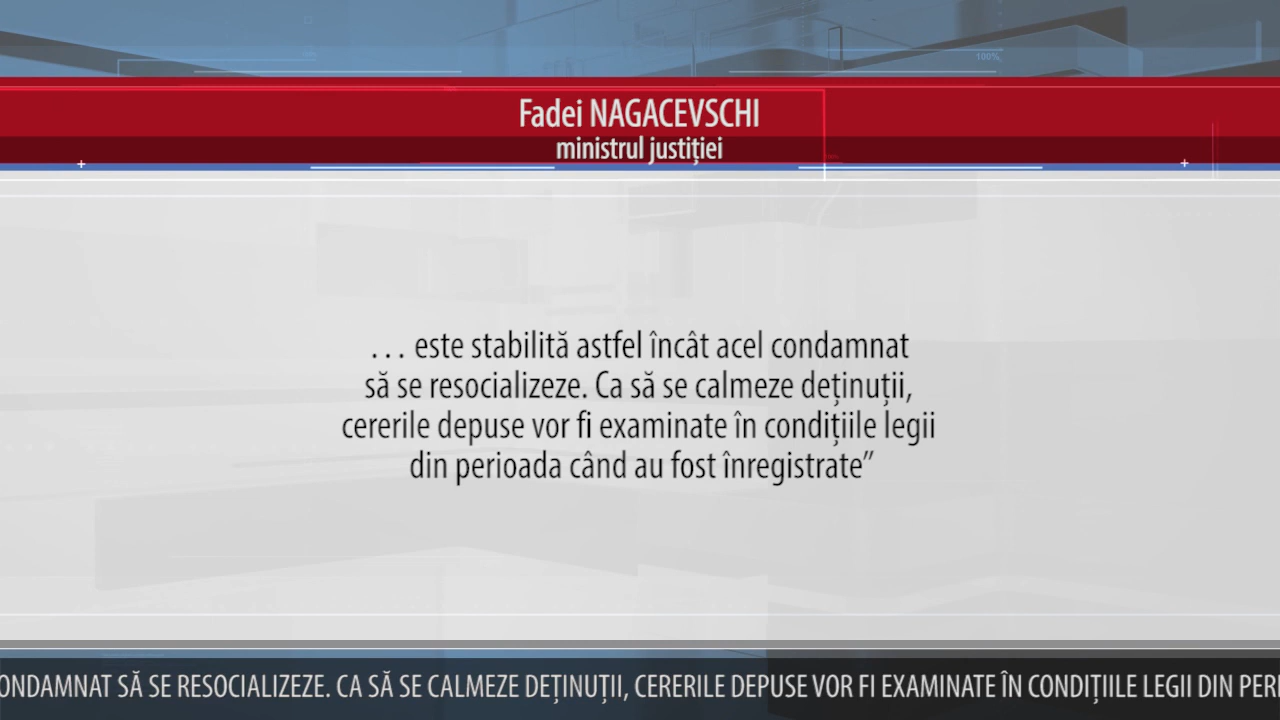 100%
Fadei NAGACEVSCHI
ministrul justiției
... este stabilită astfel încât acel condamnat
să se resocializeze. Ca să se calmeze deținuții,
cererile depuse vor fi examinate în condițiile legii
din perioada când au fost înregistrate”
SĂ SE RESOCIALIZEZE. CA SĂ SE CALMEZE DEȚINUȚII, CERERILE DEPUSE VOR FI EXAMINATE ÎN CONDIȚIILE LEGII DIN